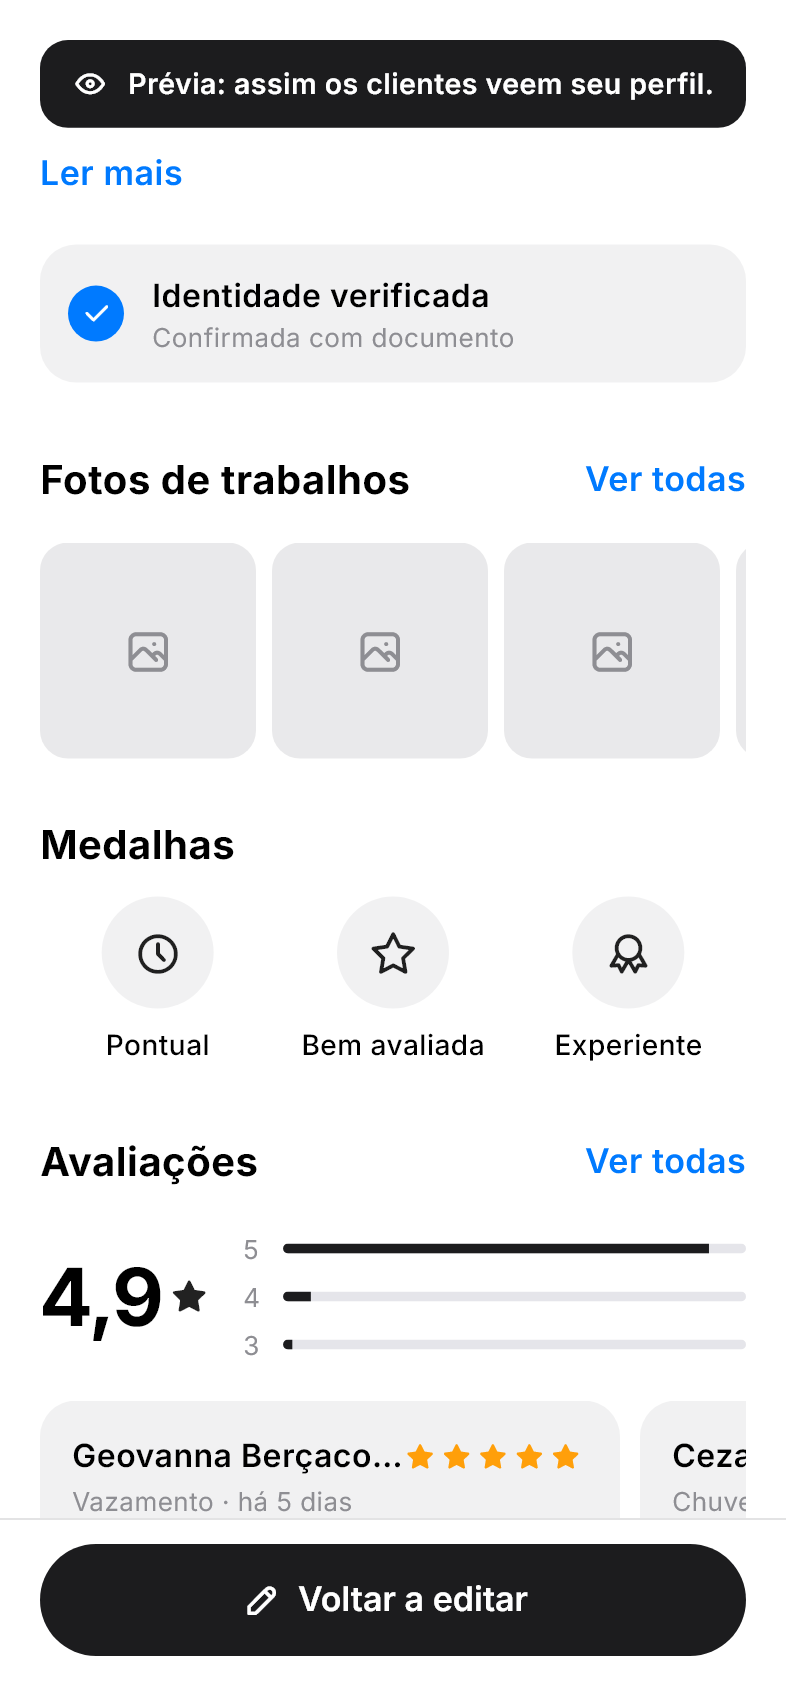 Prévia: assim os clientes veem seu perfil.
Ler mais
Identidade verificada
Confirmada com documento
Fotos de trabalhos
Ver todas
Medalhas
Pontual
Bem avaliada
Experiente
Avaliações
Ver todas
4,9
5
4
3
Geovanna Berçaco...
Vazamento · há 5 dias
Ceza
Chuve
Voltar a editar